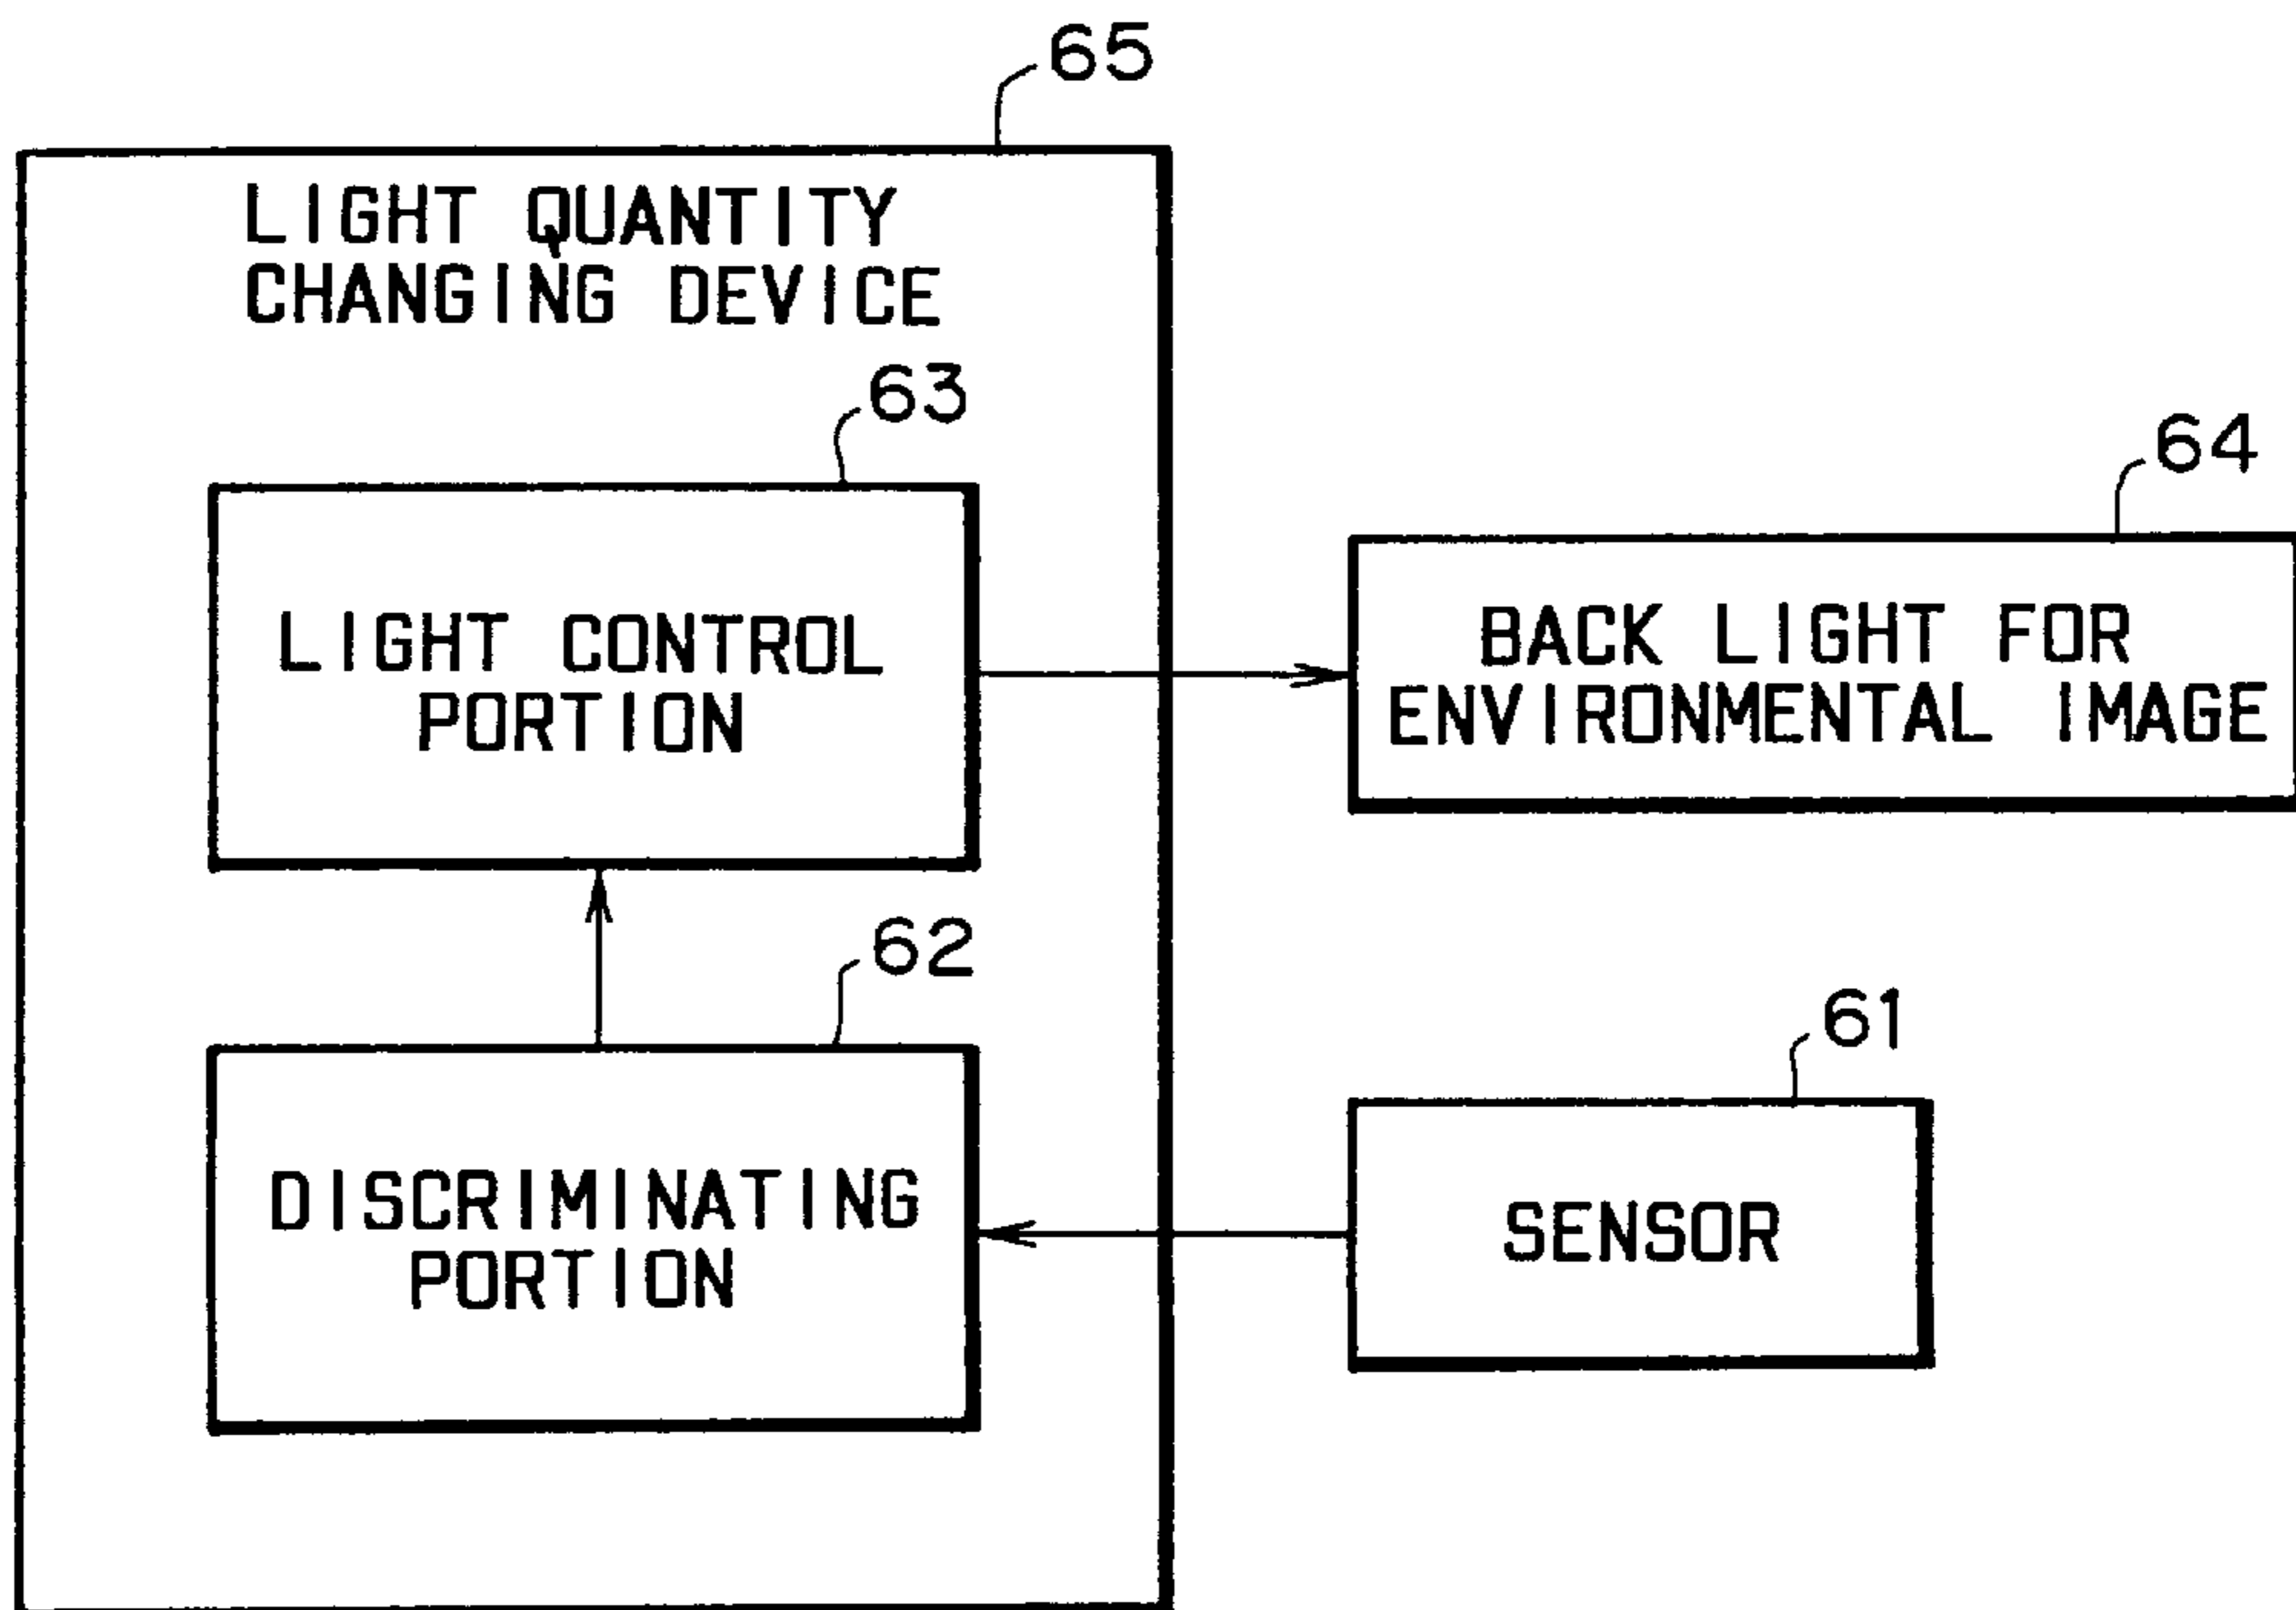 65
LIGHT QUANTITY
CHANGING DEVICE
63
LIGHT CONTROL
PORTION
64
BACK LIGHT FOR
ENVIRONMENTAL IMAGE
62
DISCRIMINATING
PORTION
61
SENSOR